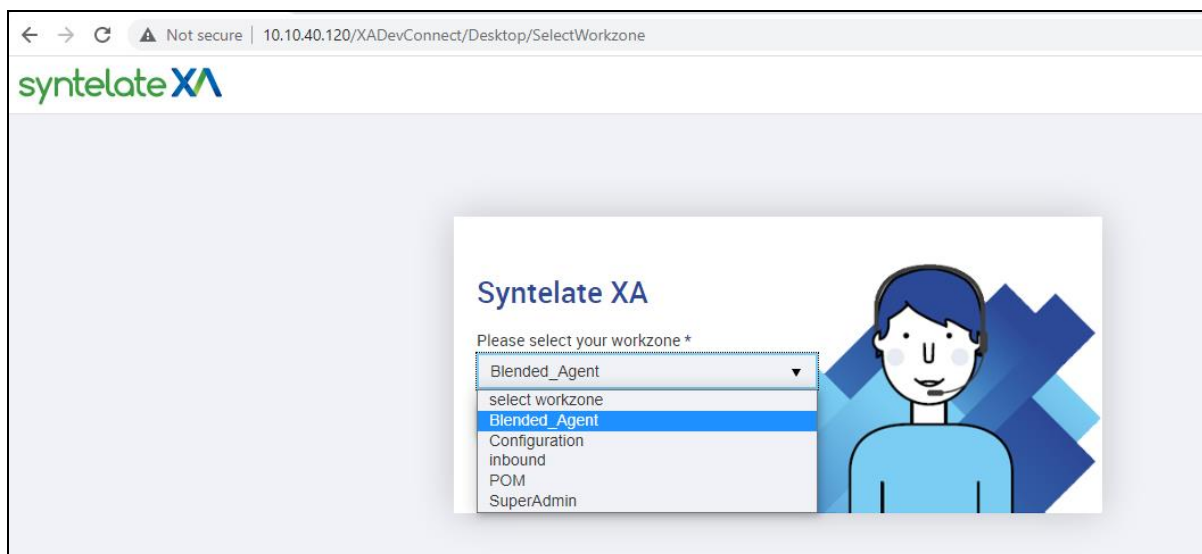 Not secure | 10.10.40.120/XADevConnect/Desktop/SelectWorkzone
syntelate XA
Syntelate XA
Please select your workzone *
Blended_Agent
select workzone
Blended_Agent
Configuration
inbound
POM
SuperAdmin